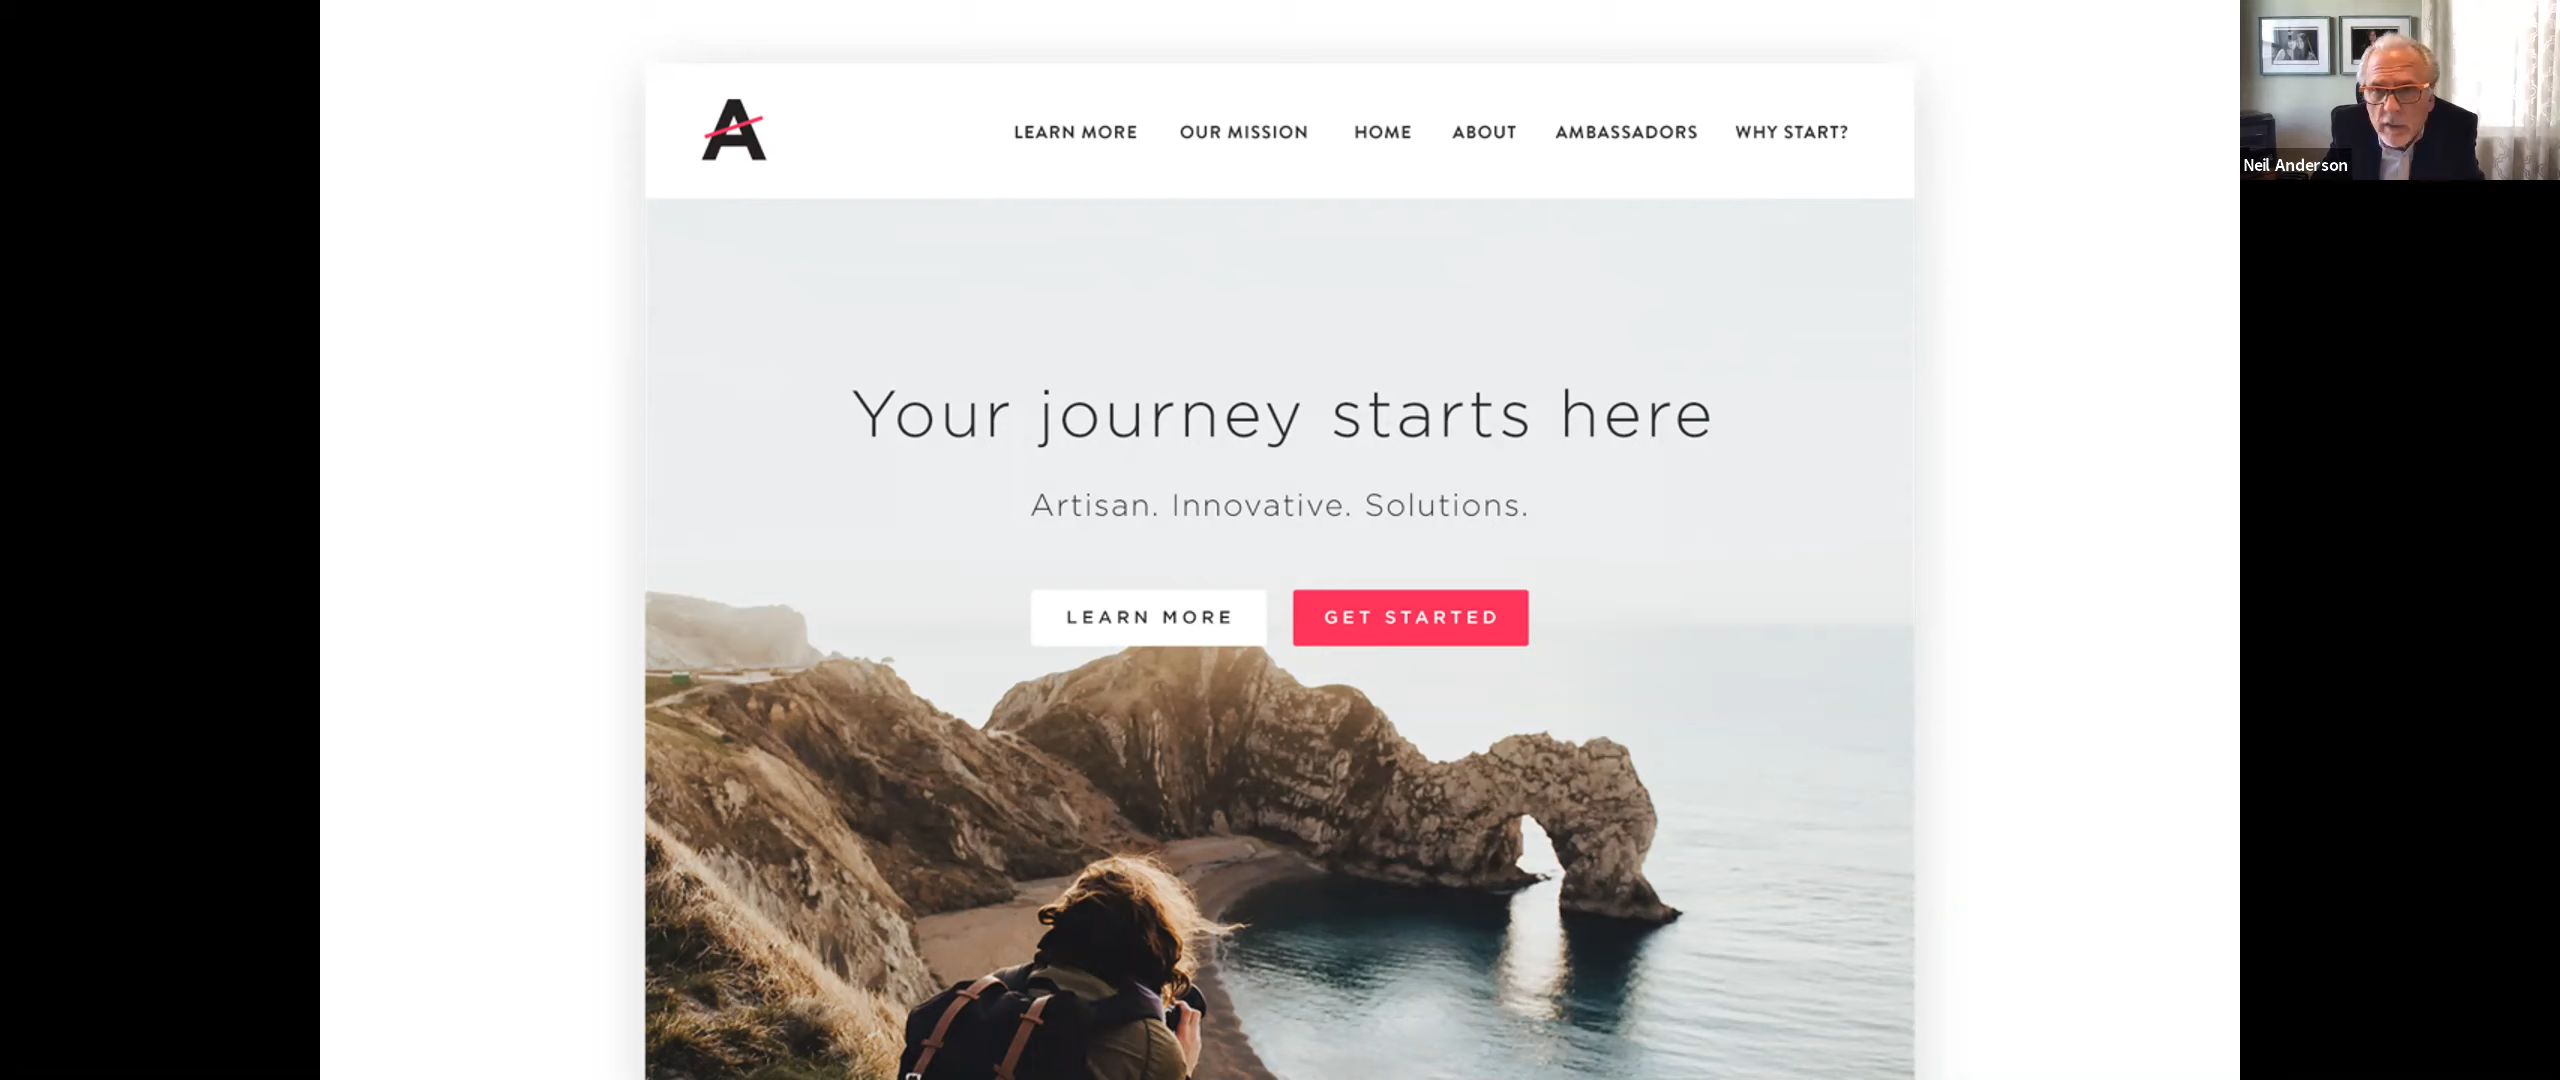 A
LEARN MORE OUR MISSION HOME ABOUT AMBASSADORS WHY START?
Your journey starts here
Artisan. Innovative. Solutions.
LEARN MORE GET STARTED
Neil Anderson